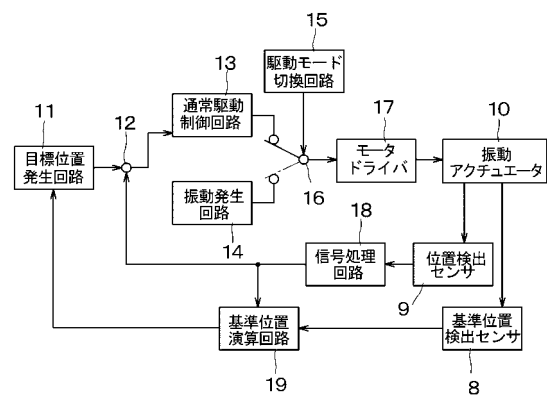 15
駆動モード
切換回路
13
通常駆動
制御回路
11
目標位置
発生回路
12
17
モータ
ドライバ
10
振動
アクチュエータ
16
振動発生
回路
14
18
信号処理
回路
位置検出
センサ
9
基準位置
演算回路
19
基準位置
検出センサ
8